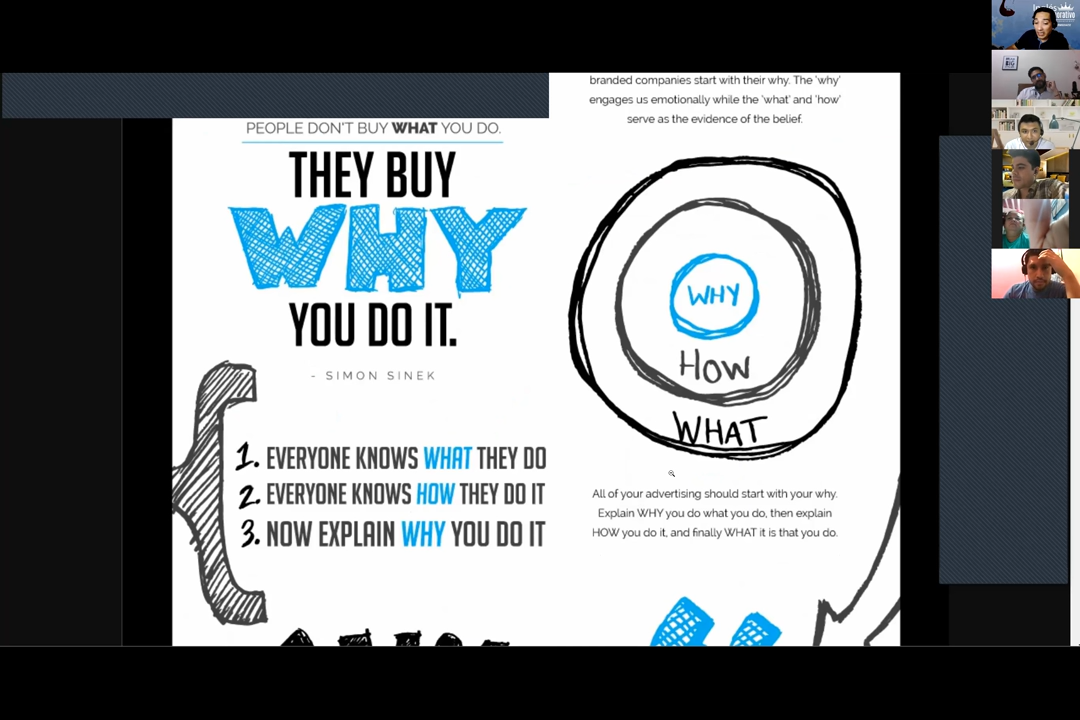 PEOPLE DON'T BUY WHAT YOU DO.
THEY BUY
WHY
YOU DO IT.
- SIMON SINEK
1. EVERYONE KNOWS WHAT THEY DO
2. EVERYONE KNOWS HOW THEY DO IT
3. NOW EXPLAIN WHY YOU DO IT
branded companies start with their why. The 'why'
engages us emotionally while the 'what' and 'how'
serve as the evidence of the belief.
WHY
HOW
WHAT
All of your advertising should start with your why.
Explain WHY you do what you do, then explain
HOW you do it, and finally WHAT it is that you do.